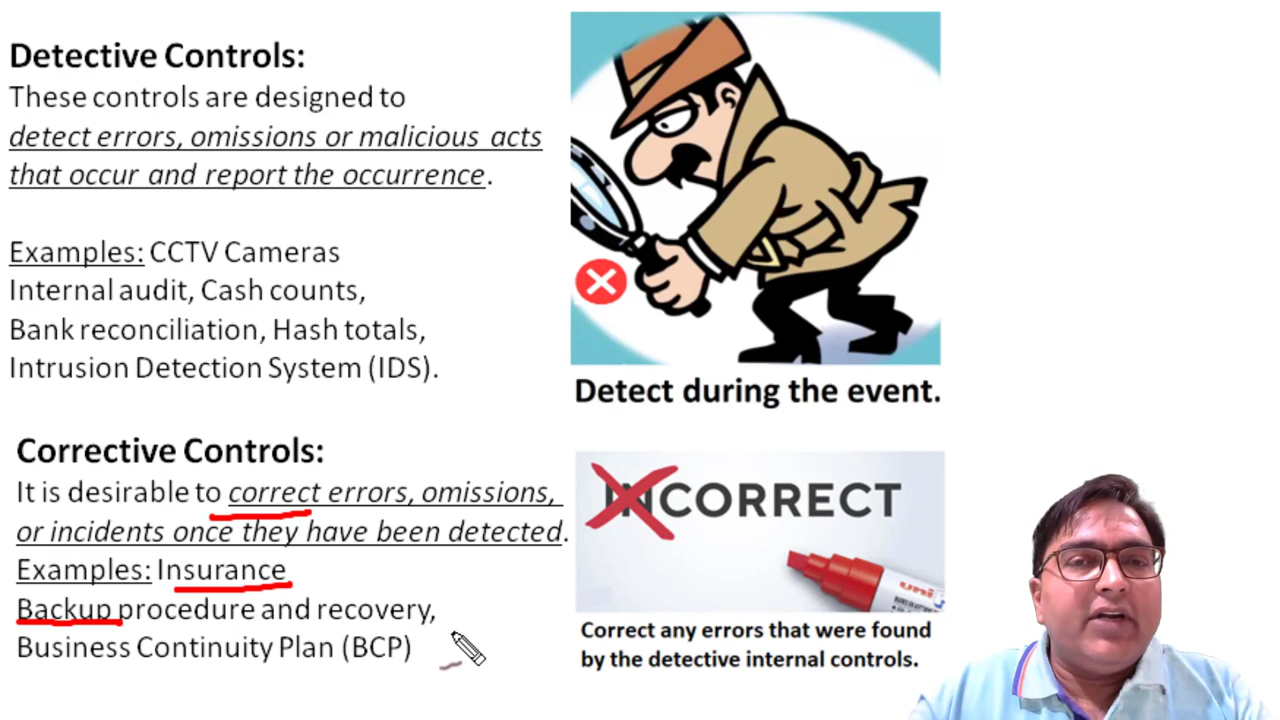 Detective Controls:
These controls are designed to
detect errors, omissions or malicious acts
that occur and report the occurrence.
Examples: CCTV Cameras
Internal audit, Cash counts,
Bank reconciliation, Hash totals,
Intrusion Detection System (IDS).
Detect during the event.
Corrective Controls:
It is desirable to correct errors, omissions,
or incidents once they have been detected.
Examples: Insurance
Backup procedure and recovery,
Business Continuity Plan (BCP)
INCORRECT
uni
Correct any errors that were found
by the detective internal controls.